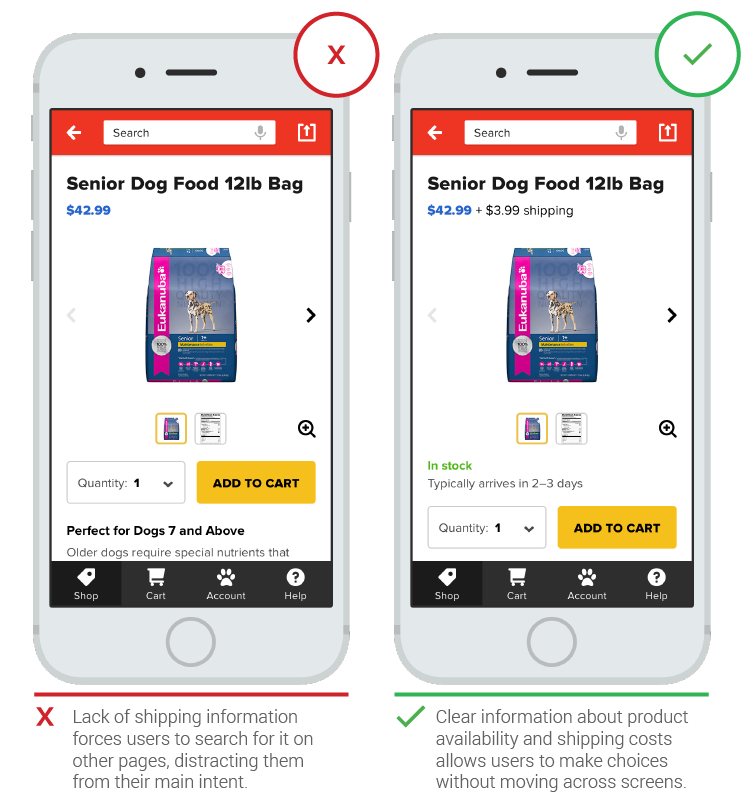 X
Search
Senior Dog Food 12lb Bag
$42.99
Eukanuba
Senior
Quantity: 1
ADD TO CART
Perfect for Dogs 7 and Above
Older dogs require special nutrients that
Shop
Cart
Account
Help
X
Lack of shipping information
forces users to search for it on
other pages, distracting them
from their main intent.
Search
Senior Dog Food 12lb Bag
$42.99 + $3.99 shipping
Eukanuba
Senior
In stock
Typically arrives in 2–3 days
Quantity: 1
ADD TO CART
Shop
Cart
Account
Help
Clear information about product
availability and shipping costs
allows users to make choices
without moving across screens.